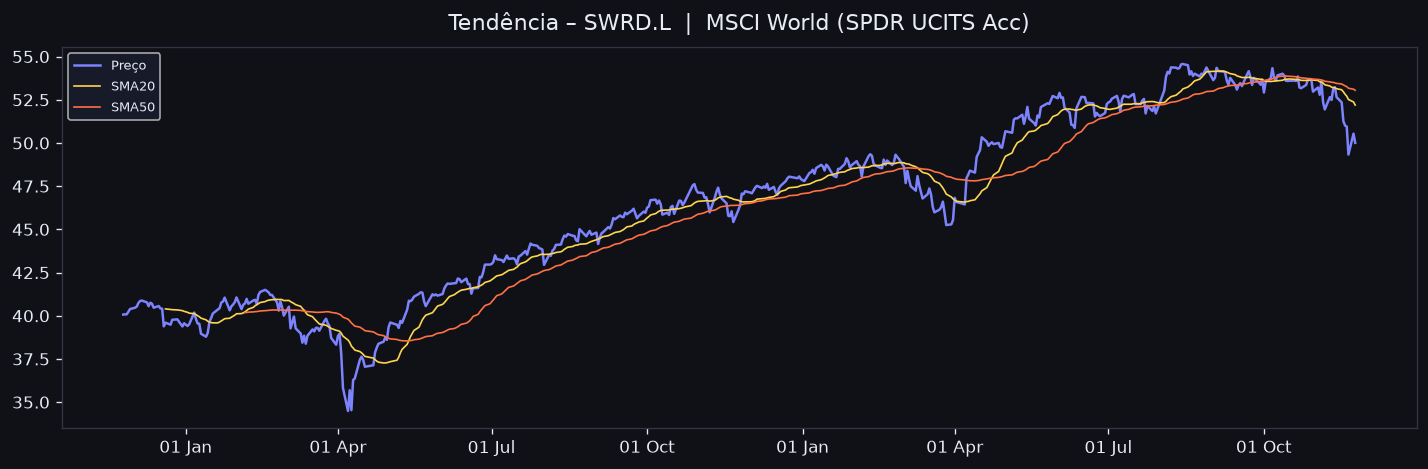 Tendência – SWRD.L | MSCI World (SPDR UCITS Acc)
55.0
52.5
50.0
47.5
45.0
42.5
40.0
37.5
35.0
Preço
SMA20
SMA50
01 Jan
01 Apr
01 Jul
01 Oct
01 Jan
01 Apr
01 Jul
01 Oct